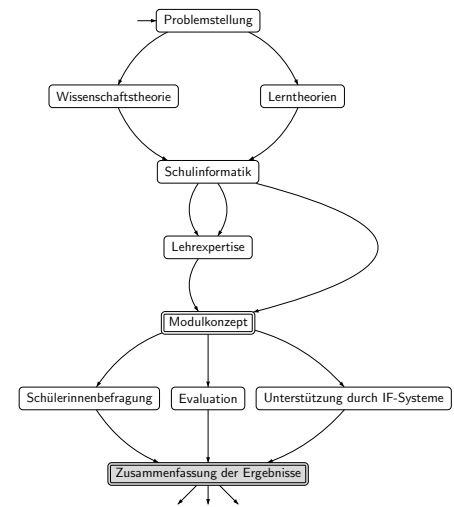 Problemstellung
Wissenschaftstheorie
Lerntheorien
Schulinformatik
Lehrexpertise
Modulkonzept
Schülerinnenbefragung
Evaluation
Unterstützung durch IF-Systeme
Zusammenfassung der Ergebnisse